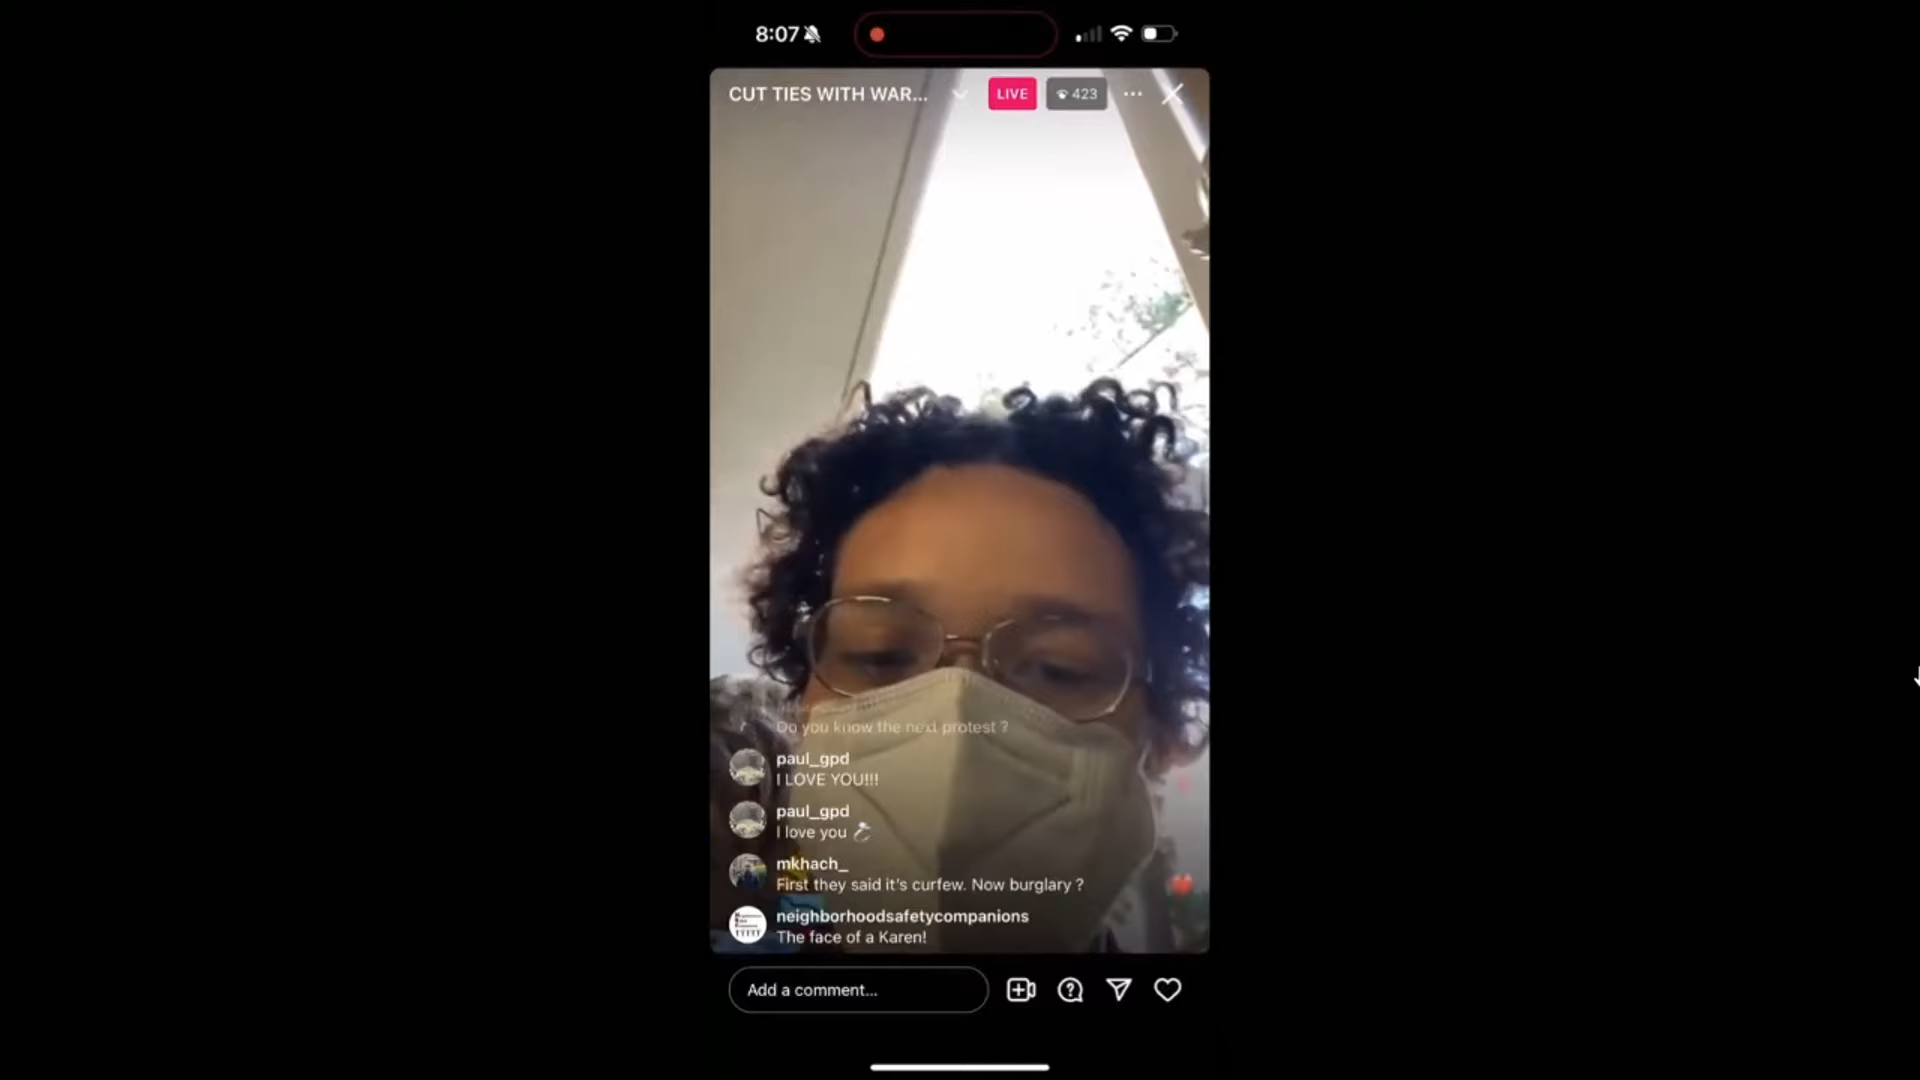 8:07
CUT TIES WITH WAR...
LIVE
423
Do you know the next protest ?
paul_gpd
I LOVE YOU!!!
paul_gpd
I love you
mkhach_
First they said it's curfew. Now burglary ?
neighborhoodsafetycompanions
The face of a Karen!
Add a comment...